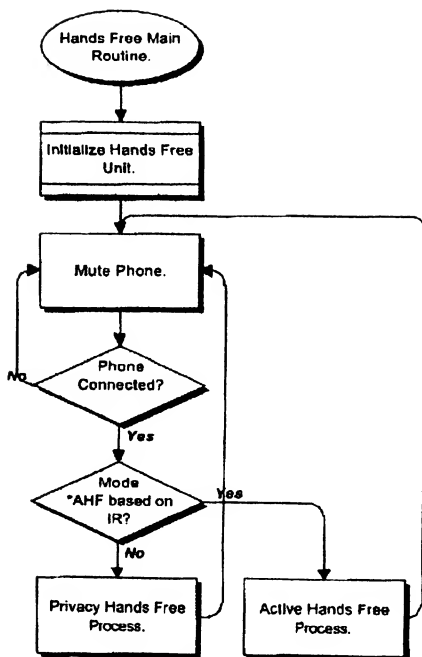 Hands Free Main
Routine.
Initialize Hands Free
Unit.
Mute Phone.
No
Phone
Connected?
Yes
Mode
"AHF based on
IR?
Yes
No
Privacy Hands Free
Process.
Active Hands Free
Process.